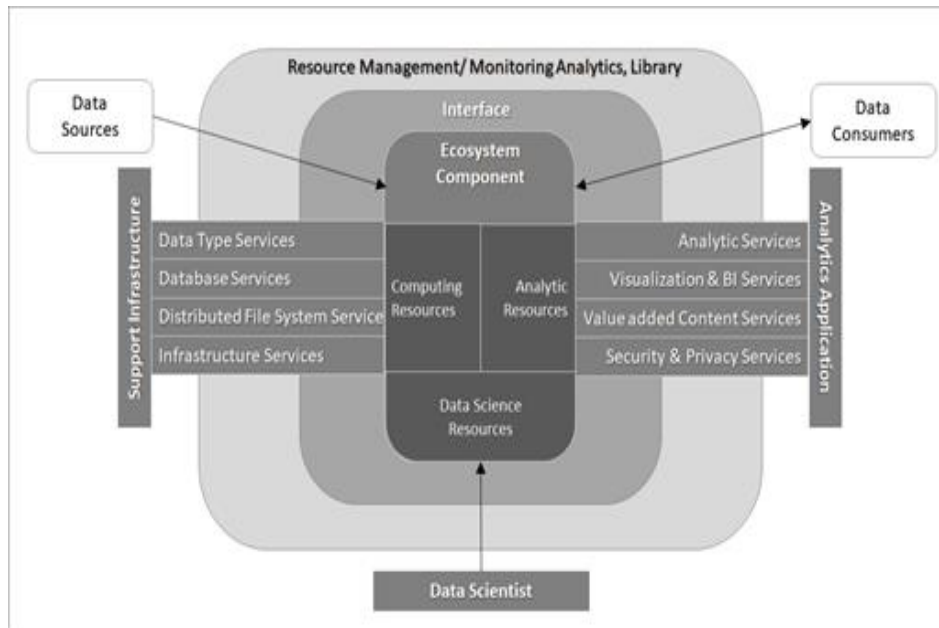 Resource Management/ Monitoring Analytics, Library
Data
Sources
Interface
Data
Consumers
Ecosystem
Component
Support Infrastructure
Data Type Services
Database Services
Distributed File System Service
Infrastructure Services
Computing
Resources
Analytic
Resources
Analytic Services
Visualization & BI Services
Value added Content Services
Security & Privacy Services
Analytics Application
Data Science
Resources
Data Scientist